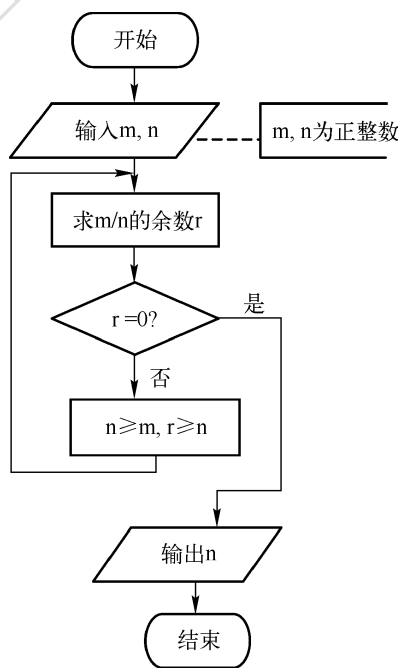 开始
输入m, n
m, n为正整数
求m/n的余数r
r =0?
是
否
n≥m, r≥n
输出n
结束